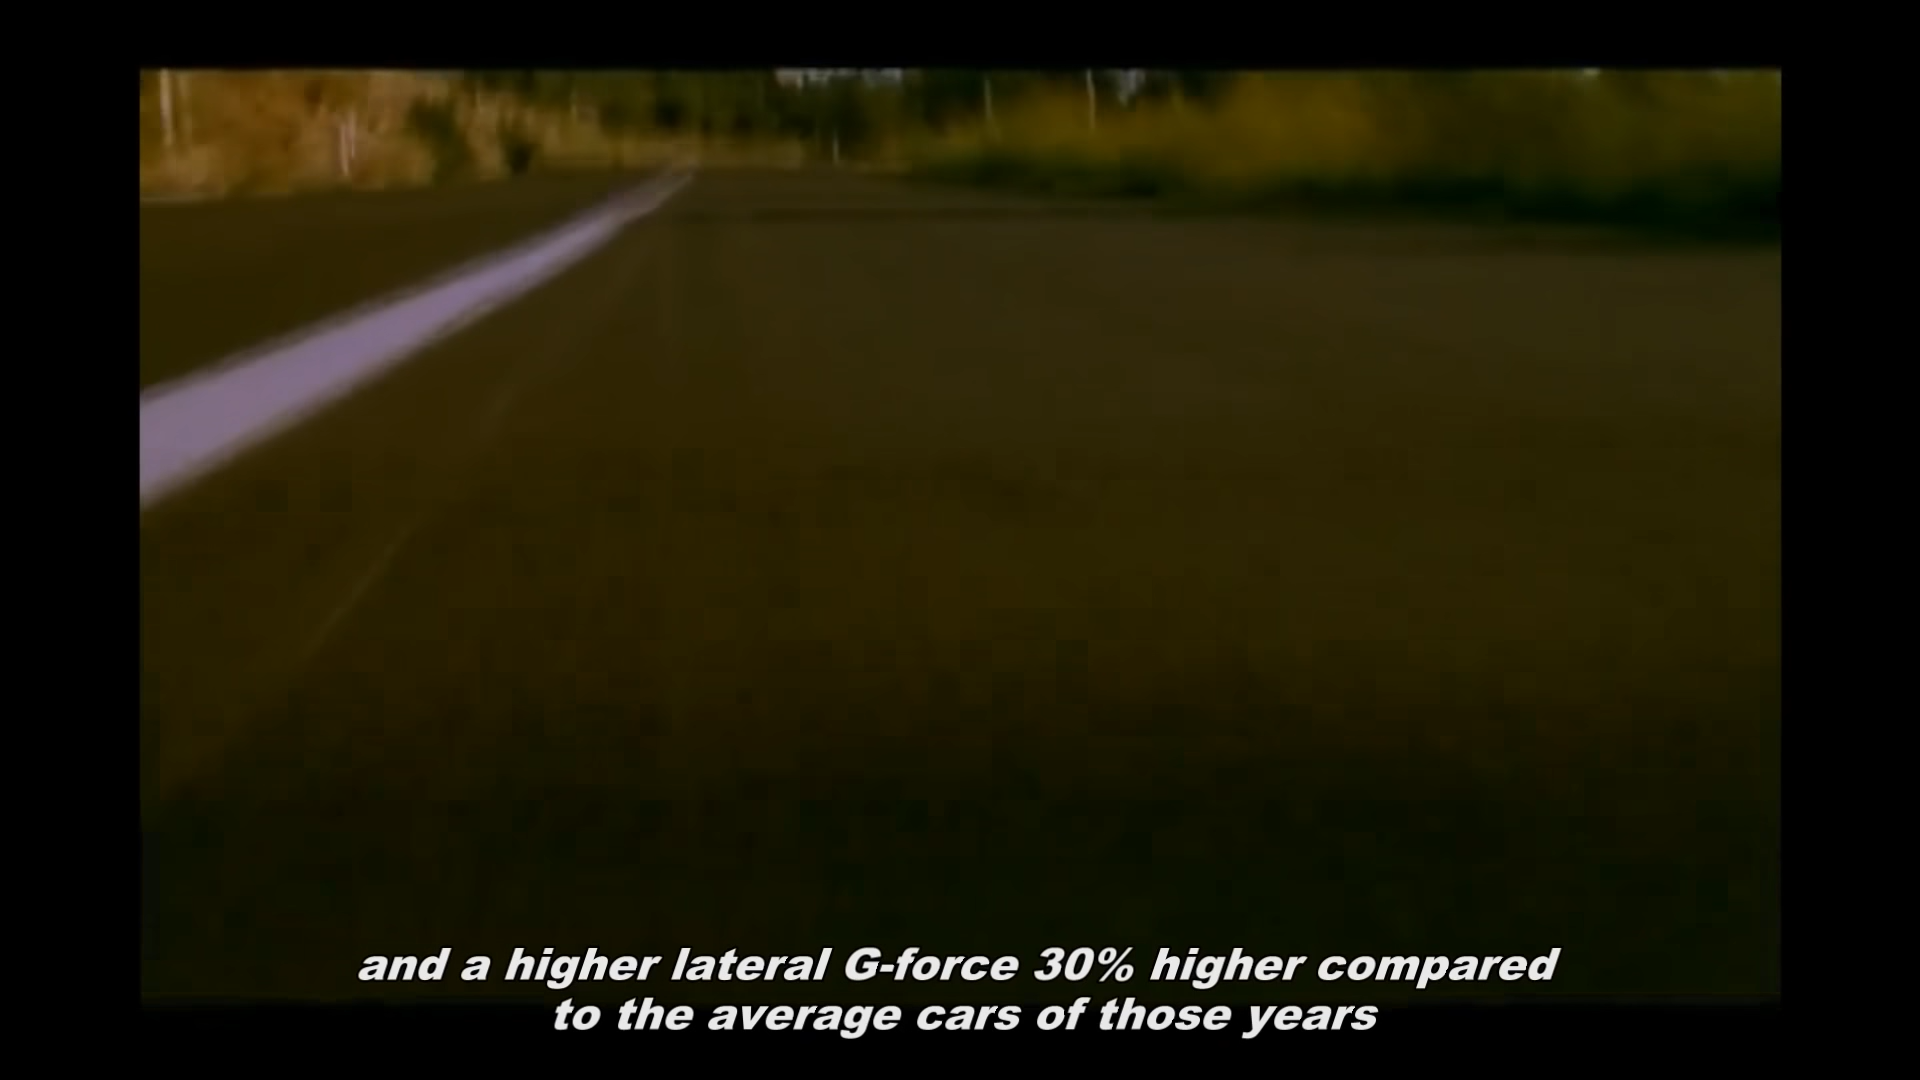 and a higher lateral G-force 30% higher compared
to the average cars of those years